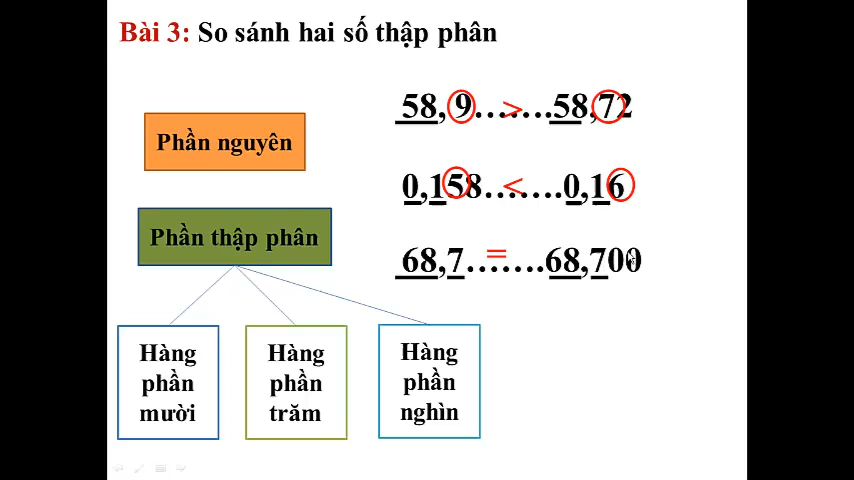 Bài 3: So sánh hai số thập phân
58, 9…….58,72
>
0,158…….0,16
<
68,7…….68,700
=
Phần nguyên
Phần thập phân
Hàng
phần
mười
Hàng
phần
trăm
Hàng
phần
nghìn